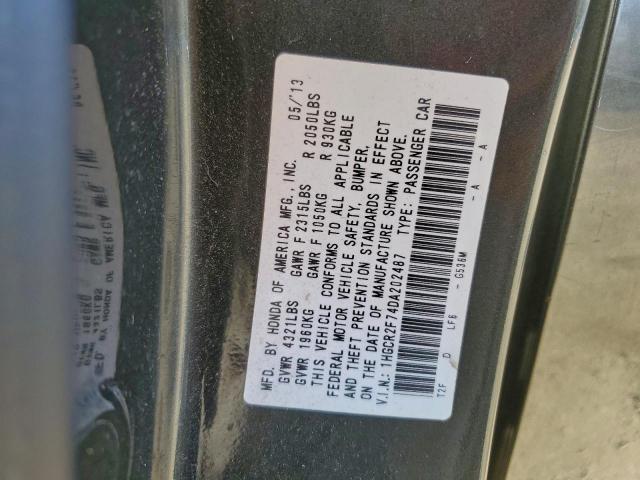 MFD. BY HONDA OF AMERICA MFG., INC. 05/'13
GVWR 4321LBS GAWR F 2315LBS R 2050LBS
GVWR 1960KG GAWR F 1050KG R 930KG
THIS VEHICLE CONFORMS TO ALL APPLICABLE
FEDERAL MOTOR VEHICLE SAFETY, BUMPER,
AND THEFT PREVENTION STANDARDS IN EFFECT
ON THE DATE OF MANUFACTURE SHOWN ABOVE.
V.I.N.: 1HGCR2F74DA202487 TYPE: PASSENGER CAR
T2F D LFB - G536M - A - A